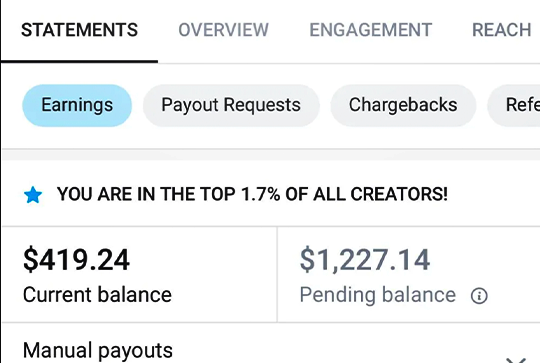 STATEMENTS OVERVIEW ENGAGEMENT REACH
Earnings Payout Requests Chargebacks Refe
YOU ARE IN THE TOP 1.7% OF ALL CREATORS!
$419.24 $1,227.14
Current balance Pending balance
Manual payouts